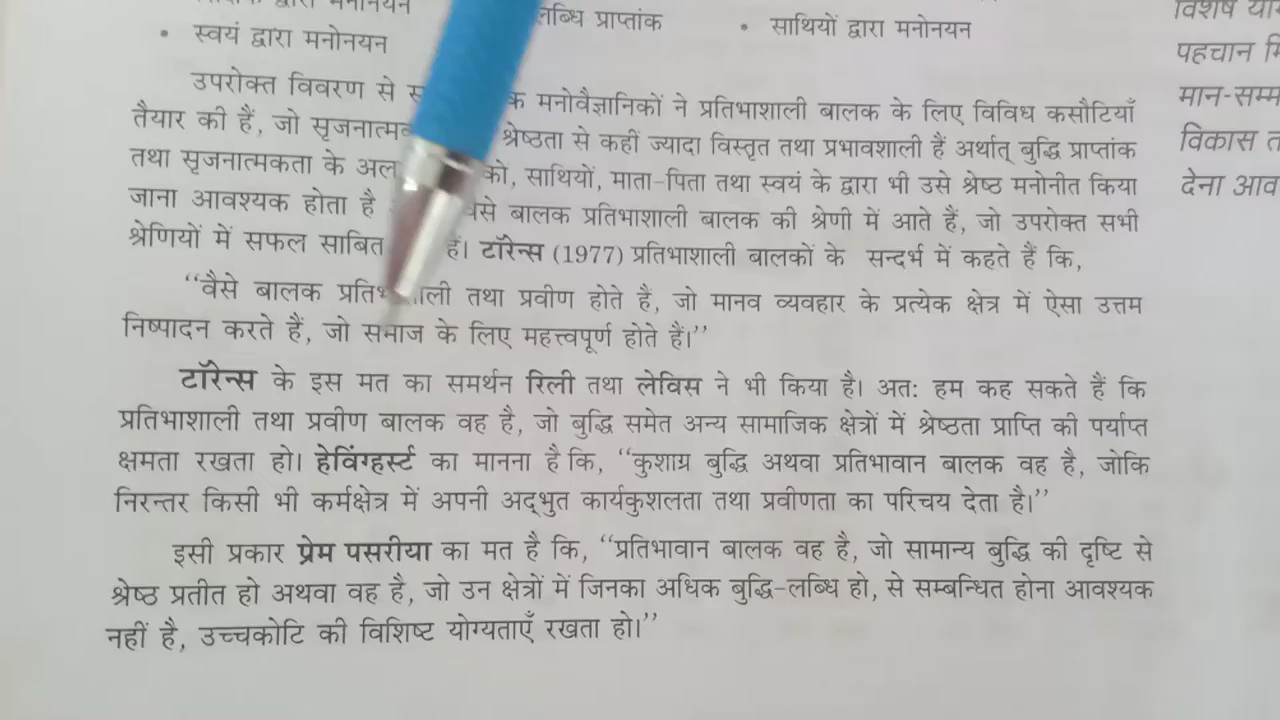 द्वारा मनोनयन
लब्धि प्राप्तांक
• साथियों द्वारा मनोनयन
• स्वयं द्वारा मनोनयन
उपरोक्त विवरण से मनोवैज्ञानिकों ने प्रतिभाशाली बालक के लिए विविध कसौटियाँ
तैयार की हैं, जो श्रेष्ठता से कहीं ज्यादा विस्तृत तथा प्रभावशाली हैं अर्थात् बुद्धि प्राप्तांक
तथा सृजनात्मकता के को, साथियों, माता-पिता तथा स्वयं के द्वारा भी उसे श्रेष्ठ मनोनीत किया
जाना आवश्यक होता है बालक प्रतिभाशाली बालक की श्रेणी में आते हैं, जो उपरोक्त सभी
श्रेणियों में सफल साबित हैं। टॉरेन्स (1977) प्रतिभाशाली बालकों के सन्दर्भ में कहते हैं कि,
“वैसे बालक प्रतिभाशाली तथा प्रवीण होते हैं, जो मानव व्यवहार के प्रत्येक क्षेत्र में ऐसा उत्तम
निष्पादन करते हैं, जो समाज के लिए महत्त्वपूर्ण होते हैं।”
टॉरेन्स के इस मत का समर्थन रिली तथा लेविस ने भी किया है। अतः हम कह सकते हैं कि
प्रतिभाशाली तथा प्रवीण बालक वह है, जो बुद्धि समेत अन्य सामाजिक क्षेत्रों में श्रेष्ठता प्राप्ति की पर्याप्त
क्षमता रखता हो। हेविंग्हर्स्ट का मानना है कि, “कुशाग्र बुद्धि अथवा प्रतिभावान बालक वह है, जोकि
निरन्तर किसी भी कर्मक्षेत्र में अपनी अद्भुत कार्यकुशलता तथा प्रवीणता का परिचय देता है।”
इसी प्रकार प्रेम पसरीया का मत है कि, “प्रतिभावान बालक वह है, जो सामान्य बुद्धि की दृष्टि से
श्रेष्ठ प्रतीत हो अथवा वह है, जो उन क्षेत्रों में जिनका अधिक बुद्धि-लब्धि हो, से सम्बन्धित होना आवश्यक
नहीं है, उच्चकोटि की विशिष्ट योग्यताएँ रखता हो।”
विशेष
पहचान
मान-सम्म
विकास
देना आव